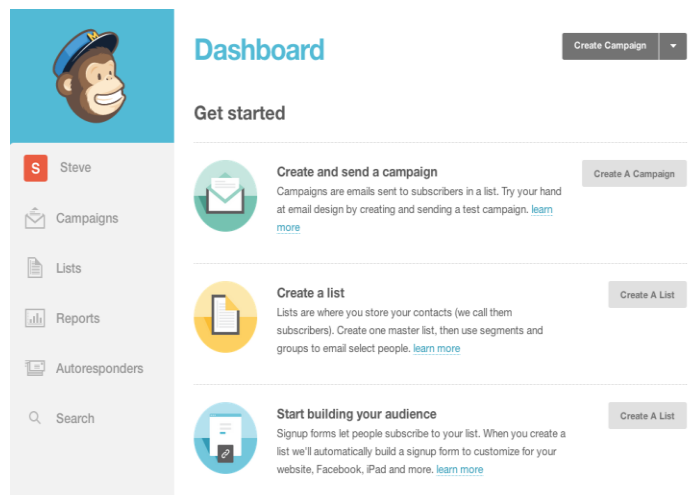 M
Dashboard
Create Campaign
Get started
S
Steve
Campaigns
Lists
Reports
Autoresponders
Search
Create and send a campaign
Campaigns are emails sent to subscribers in a list. Try your hand
at email design by creating and sending a test campaign. learn
more
Create A Campaign
Create a list
Lists are where you store your contacts (we call them
subscribers). Create one master list, then use segments and
groups to email select people. learn more
Create A List
Start building your audience
Signup forms let people subscribe to your list. When you create a
list we'll automatically build a signup form to customize for your
website, Facebook, iPad and more. learn more
Create A List